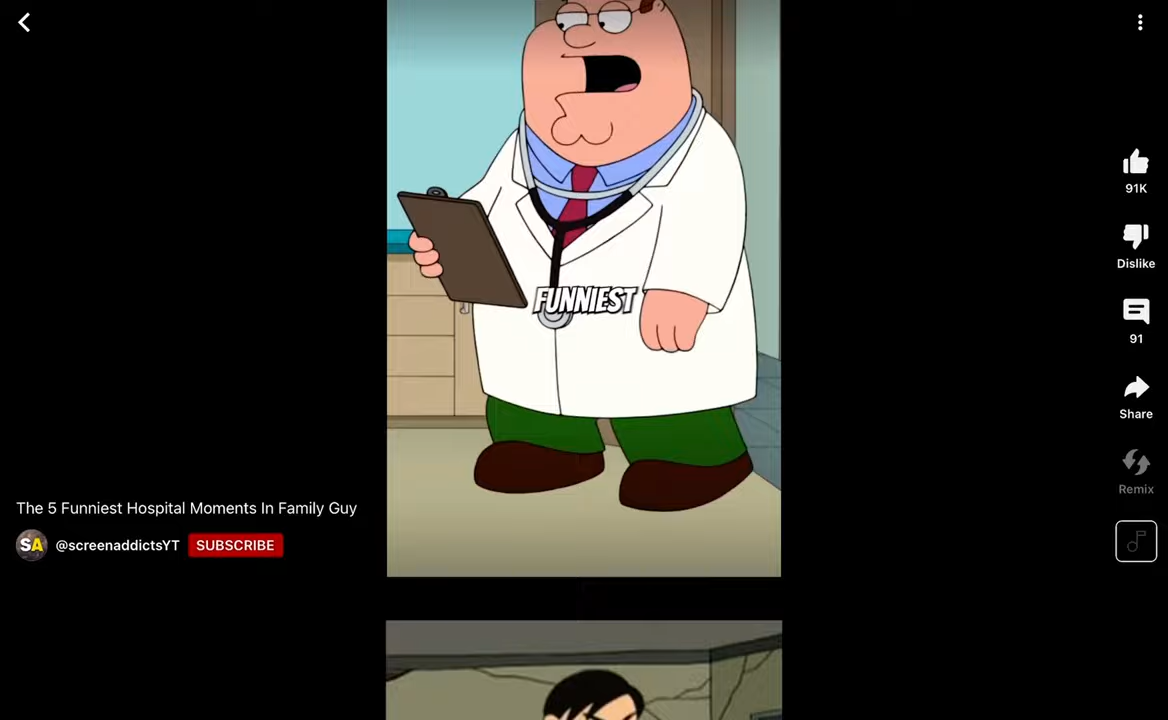 FUNNIEST
91K
Dislike
91
Share
Remix
The 5 Funniest Hospital Moments In Family Guy
SA @screenaddictsYT SUBSCRIBE